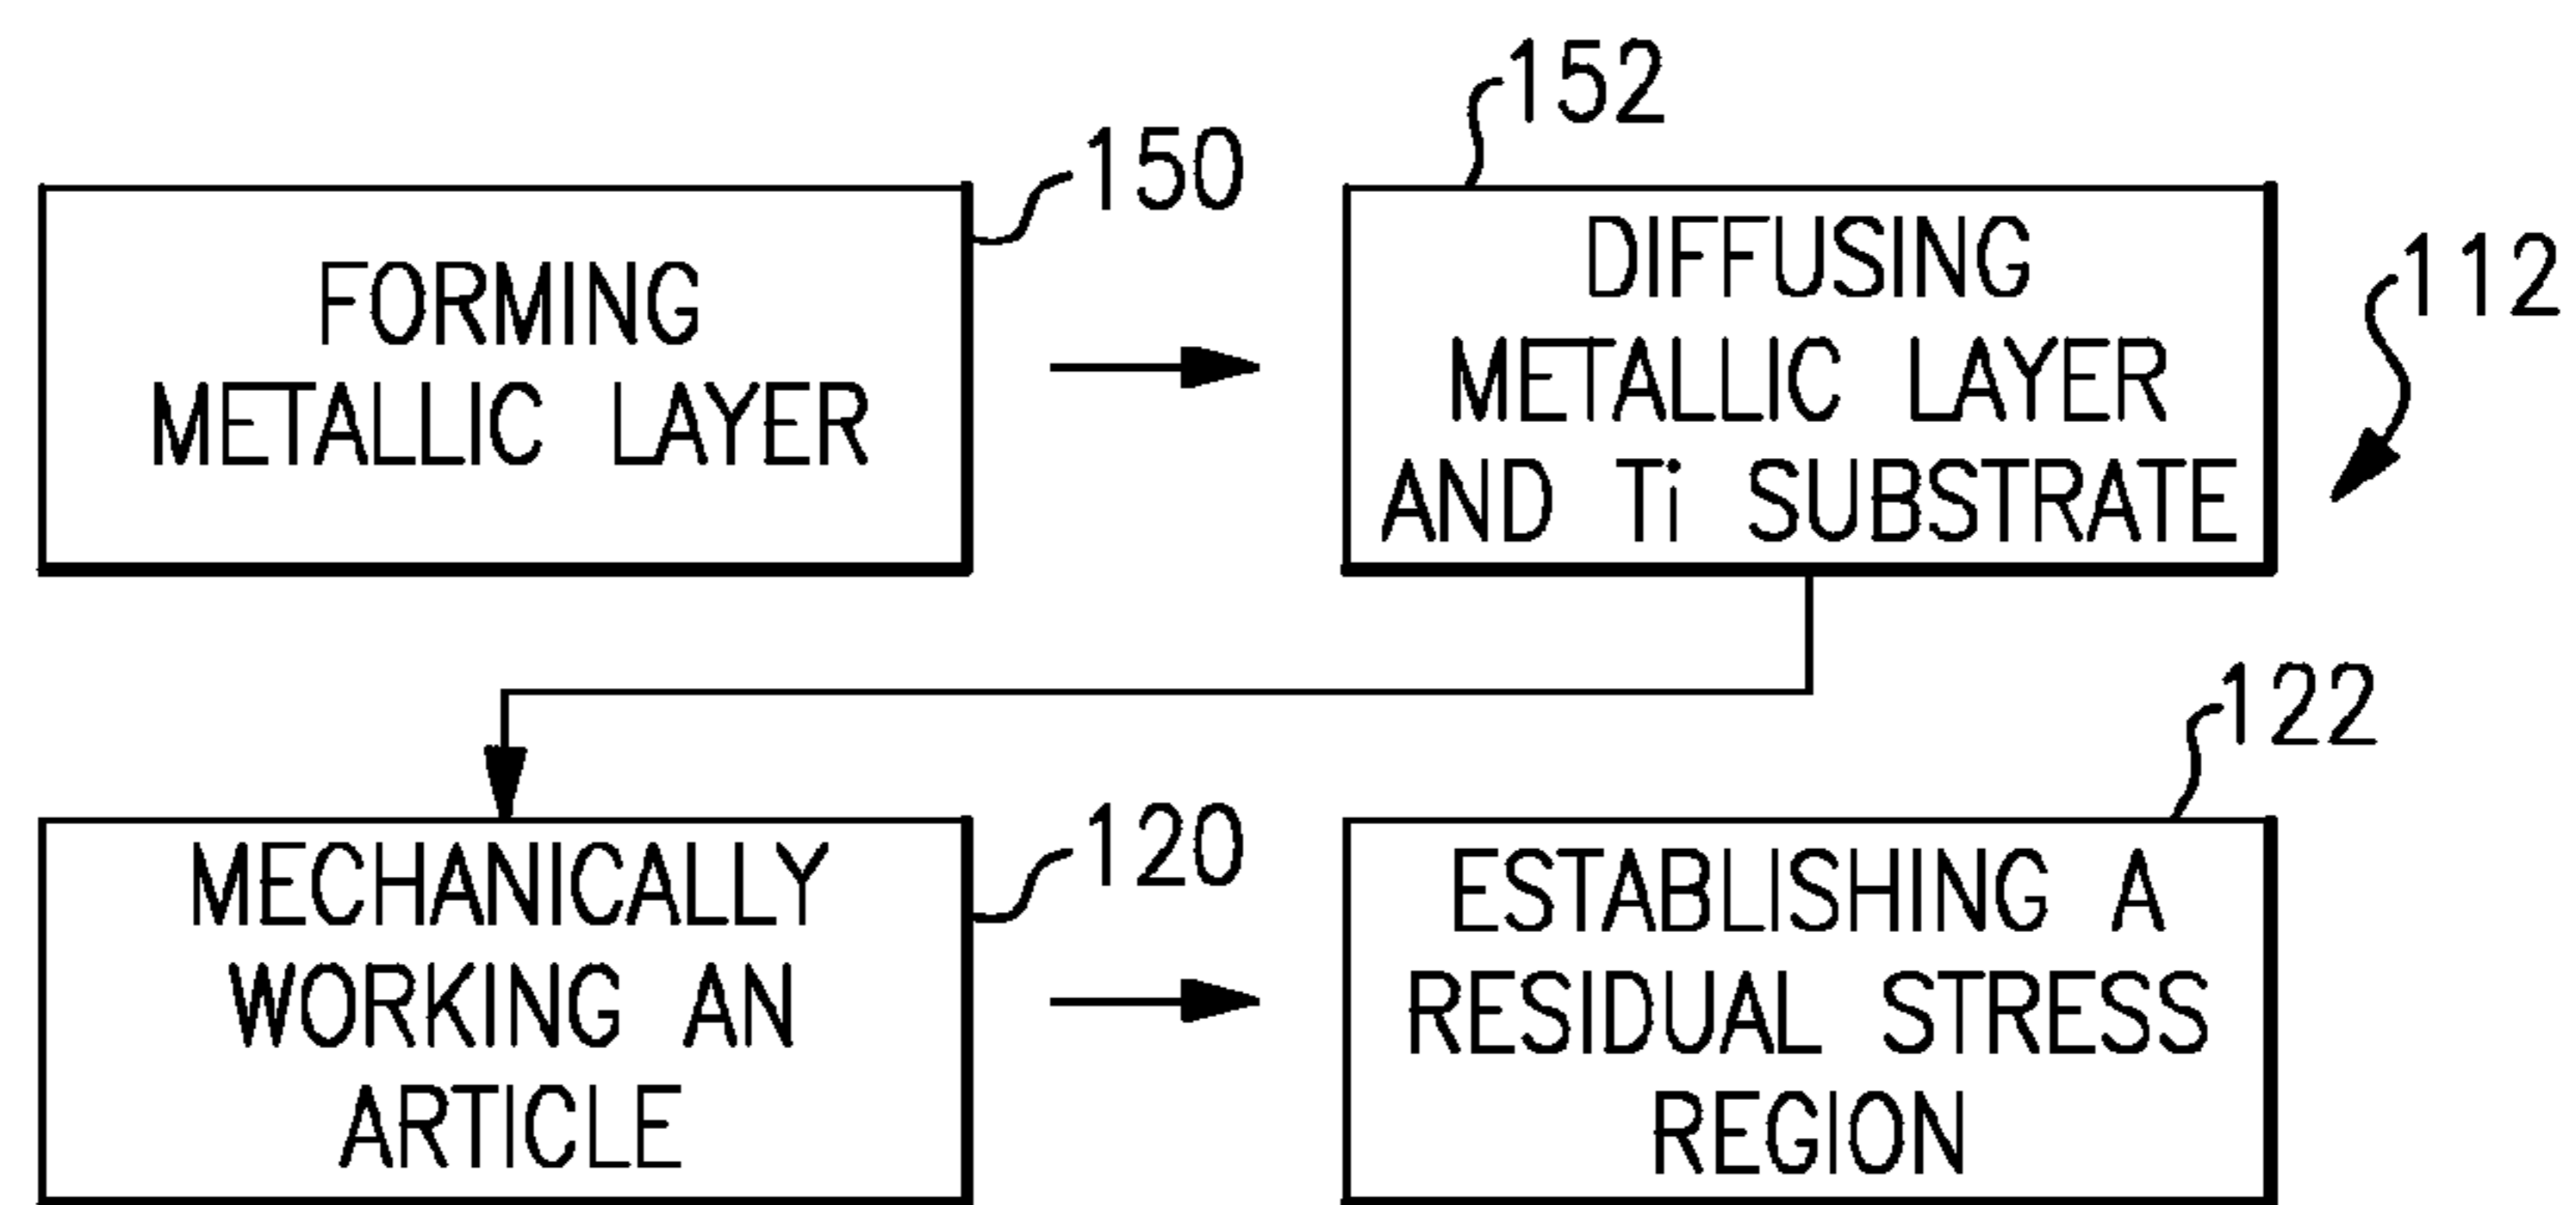 150
FORMING
METALLIC LAYER
152
DIFFUSING
METALLIC LAYER
AND Ti SUBSTRATE
112
120
MECHANICALLY
WORKING AN
ARTICLE
122
ESTABLISHING A
RESIDUAL STRESS
REGION